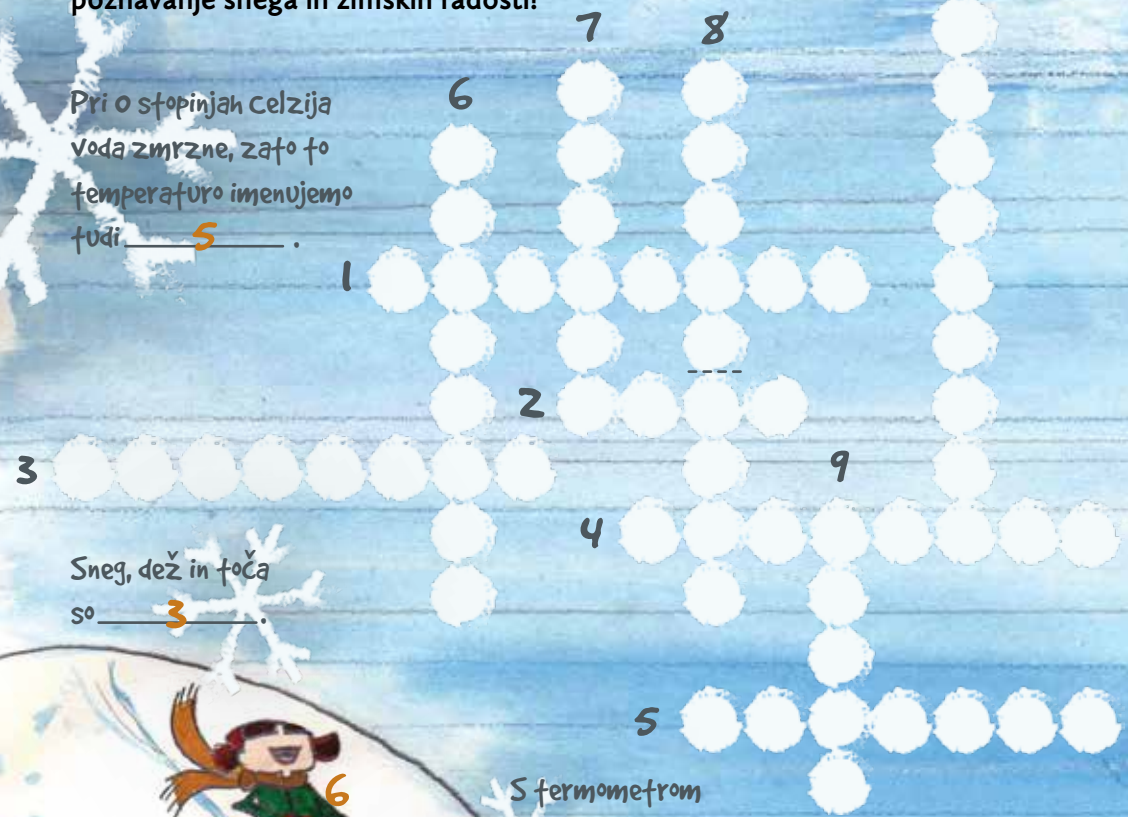 poznavanje snega in zimskih radosti!
7
8
6
Pri 0 stopinjah Celzija
voda zmrzne, zato to
temperaturo imenujemo
tudi 5 .
1
2
3
9
4
Sneg, dež in toča
so 3 .
5
6
S termometrom